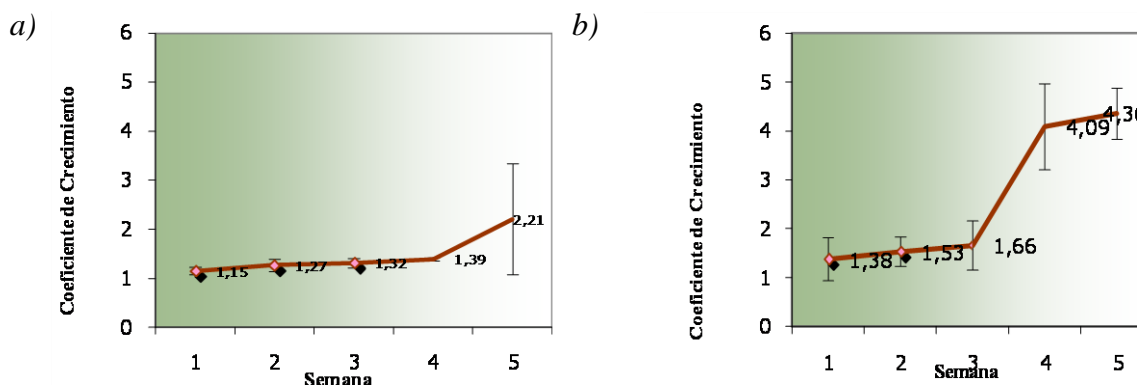 a)
Coeficiente de Crecimiento
6
5
4
3
2
1
0
1,15
1,27
1,32
1,39
2,21
1 2 3 4 5
Semana
b)
Coeficiente de Crecimiento
6
5
4
3
2
1
0
1,38
1,53
1,66
4,09
1 2 3 4 5
Semana